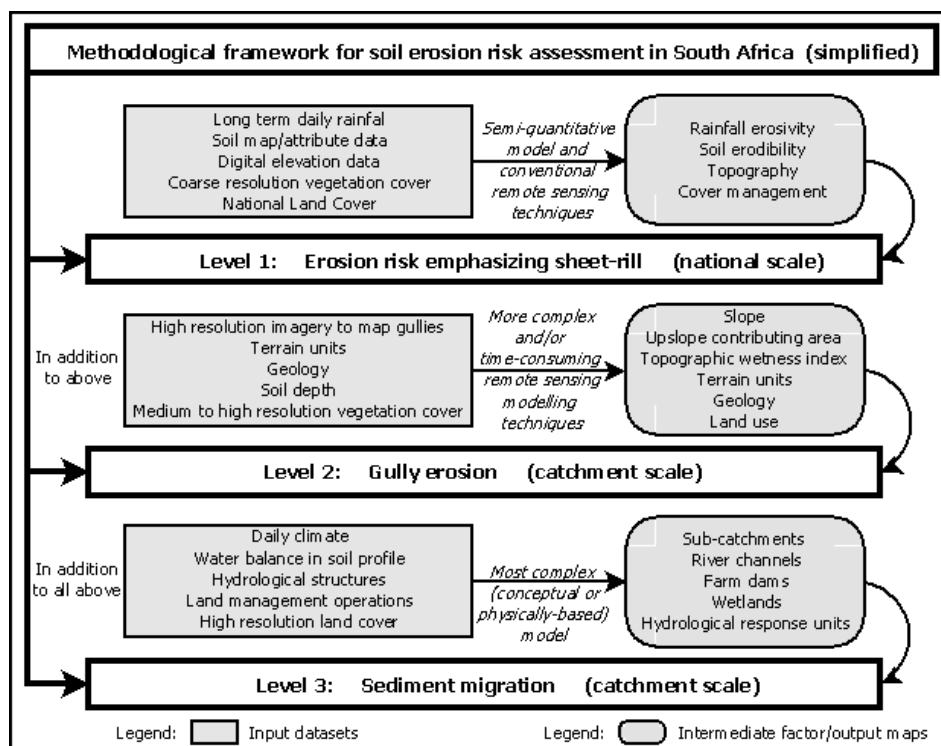 Methodological framework for soil erosion risk assessment in South Africa (simplified)
Long term daily rainfall
Soil map/attribute data
Digital elevation data
Coarse resolution vegetation cover
National Land Cover
Semi-quantitative
model and
conventional
remote sensing
techniques
Rainfall erosivity
Soil erodibility
Topography
Cover management
Level 1: Erosion risk emphasizing sheet-rill (national scale)
In addition
to above
High resolution imagery to map gullies
Terrain units
Geology
Soil depth
Medium to high resolution vegetation cover
More complex
and/or
time-consuming
remote sensing
modelling
techniques
Slope
Upslope contributing area
Topographic wetness index
Terrain units
Geology
Land use
Level 2: Gully erosion (catchment scale)
In addition
to all above
Daily climate
Water balance in soil profile
Hydrological structures
Land management operations
High resolution land cover
Most complex
(conceptual or
physically-based)
model
Sub-catchments
River channels
Farm dams
Wetlands
Hydrological response units
Level 3: Sediment migration (catchment scale)
Legend: Input datasets
Legend: Intermediate factor/output maps